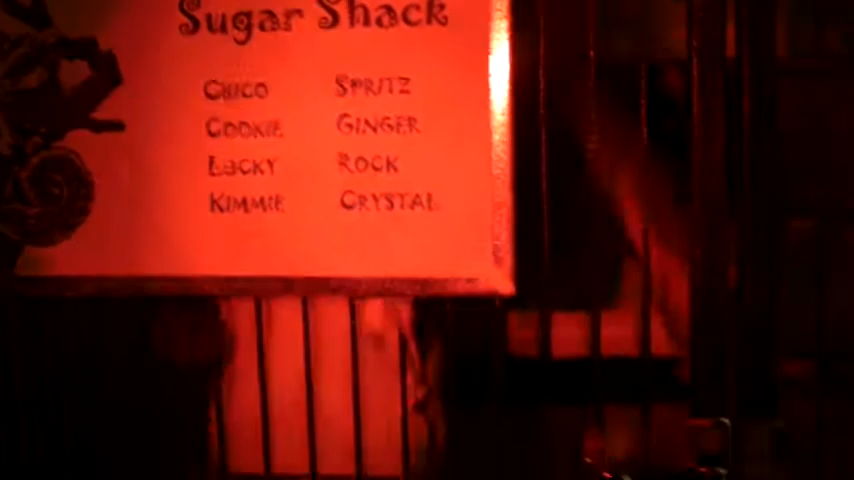 Sugar Shack
CHICO SPRITZ
COOKIE GINGER
LUCKY ROCK
KIMMIE CRYSTAL